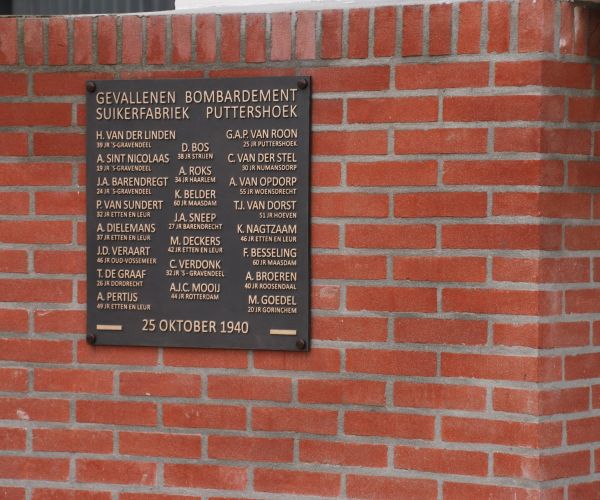 GEVALLENEN BOMBARDEMENT
SUIKERFABRIEK PUTTERSHOEK
H. VAN DER LINDEN
39 JR 'S-GRAVENDEEL
A. SINT NICOLAAS
19 JR 'S-GRAVENDEEL
J.A. BARENDREGT
24 JR 'S-GRAVENDEEL
P. VAN SUNDERT
32 JR ETTEN EN LEUR
A. DIELEMANS
37 JR ETTEN EN LEUR
J.D. VERAART
46 JR OUD-VOSSEMEER
T. DE GRAAF
26 JR DORDRECHT
A. PERTIJS
49 JR ETTEN EN LEUR
D. BOS
38 JR STRIJEN
A. ROKS
34 JR HAARLEM
K. BELDER
60 JR MAASDAM
J.A. SNEEP
27 JR BARENDRECHT
M. DECKERS
42 JR ETTEN EN LEUR
C. VERDONK
32 JR 'S-GRAVENDEEL
A.J.C. MOOIJ
44 JR ROTTERDAM
G.A.P. VAN ROON
25 JR PUTTERSHOEK
C. VAN DER STEL
30 JR NUMANSDORP
A. VAN OPDORP
55 JR WOENSDRECHT
T.J. VAN DORST
51 JR HOEVEN
K. NAGTZAAM
46 JR ETTEN EN LEUR
F. BESSELING
60 JR MAASDAM
A. BROEREN
40 JR ROOSENDAAL
M. GOEDEL
20 JR GORINCHEM
25 OKTOBER 1940